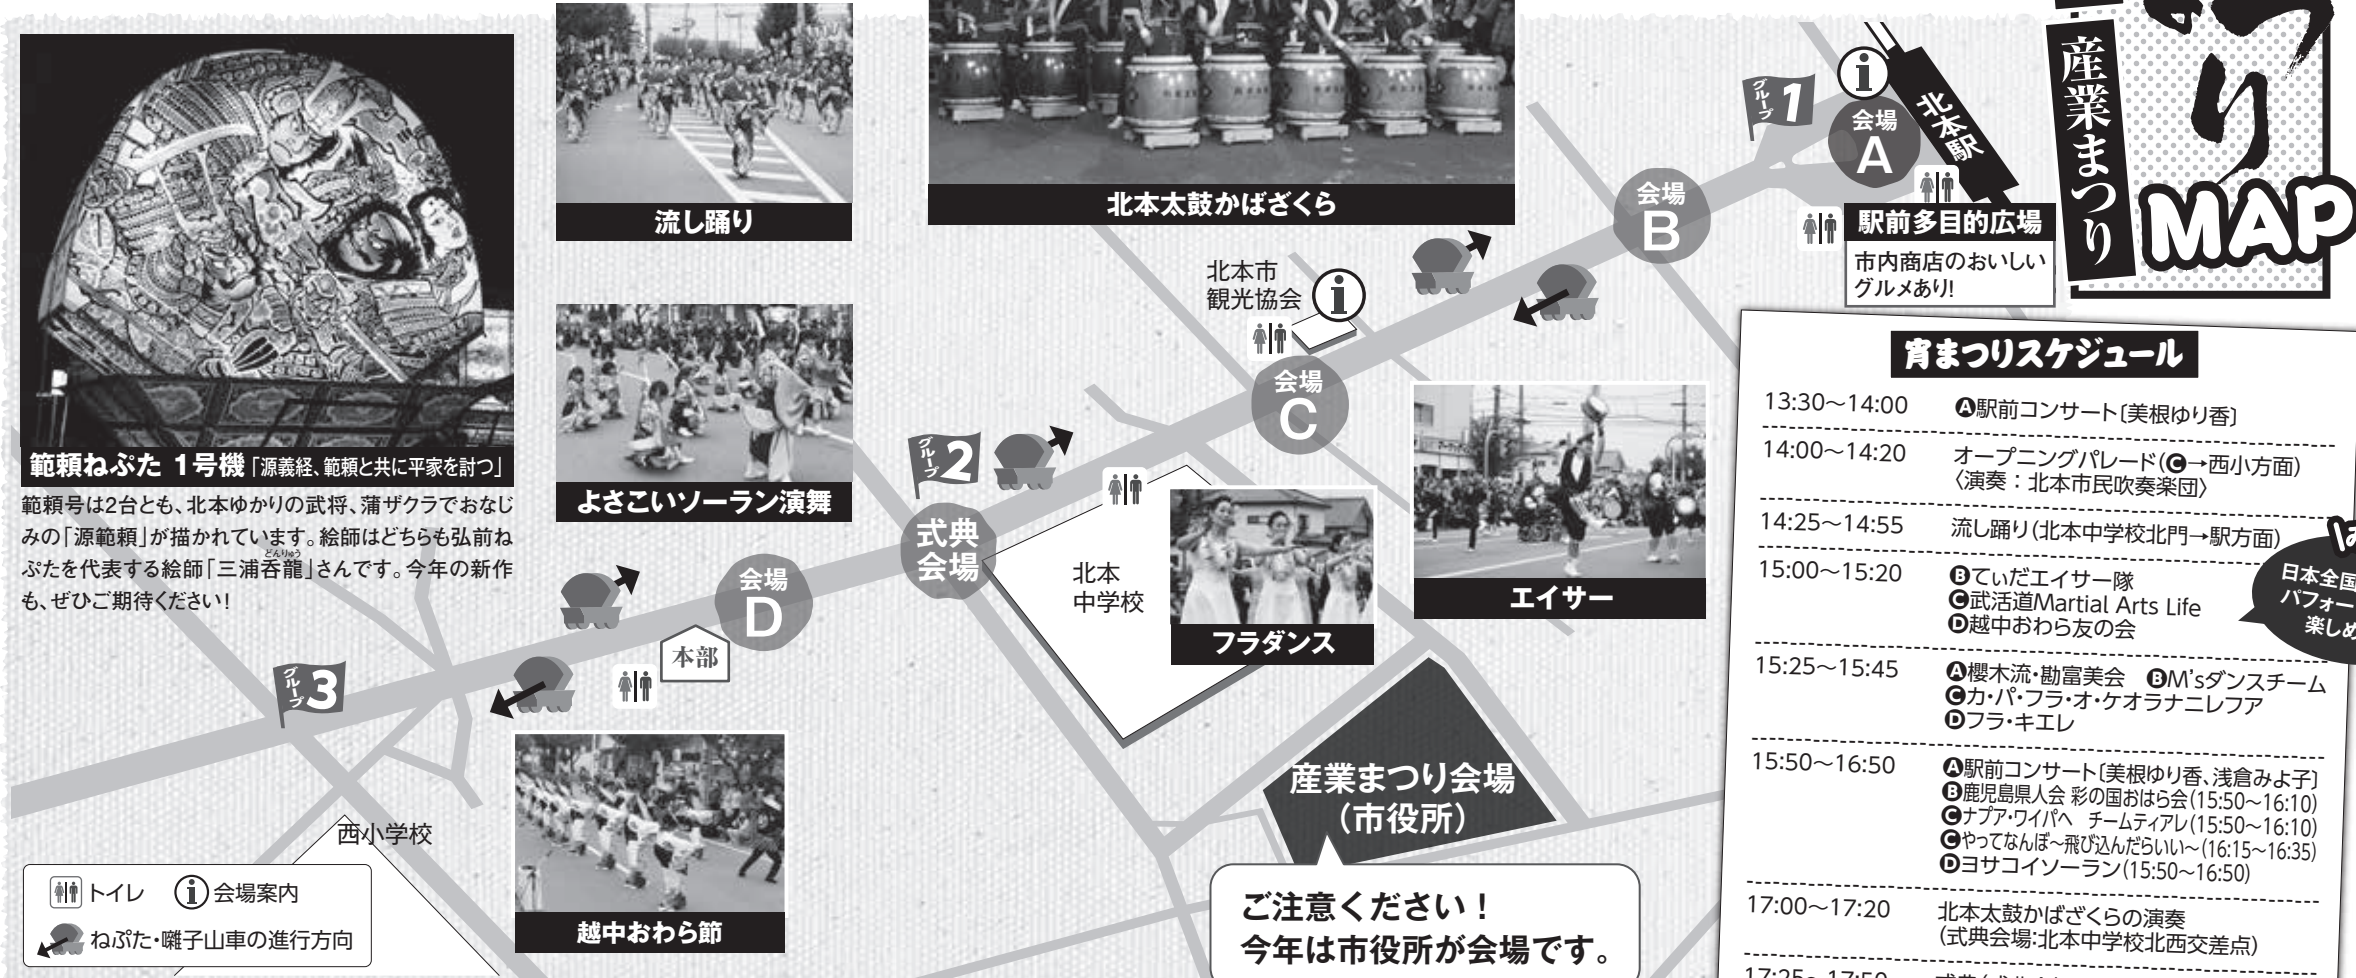 範頼ねぷた 1号機「源義経、範頼と共に平家を討つ」
範頼号は2台とも、北本ゆかりの武将、蒲ザクラでおなじ
みの「源範頼」が描かれています。絵師はどちらも弘前ね
ぷたを代表する絵師「三浦呑龍」さんです。今年の新作
どんりゅう
も、ぜひご期待ください!
流し踊り
よさこいソーラン演舞
北本太鼓かばざくら
エイサー
フラダンス
越中おわら節
グループ1
会場
A
北本駅
会場
B
駅前多目的広場
市内商店のおいしい
グルメあり!
北本市
観光協会
会場
C
グループ2
式典
会場
北本
中学校
会場
D
本部
グループ3
西小学校
産業まつり会場
(市役所)
ご注意ください!
今年は市役所が会場です。
トイレ
会場案内
ねぷた・囃子山車の進行方向
産業まつり
り
MAP
宵まつりスケジュール
13:30〜14:00 Ⓐ駅前コンサート〔美根ゆり香〕
14:00〜14:20 オープニングパレード(Ⓒ→西小方面)
〈演奏:北本市民吹奏楽団〉
14:25〜14:55 流し踊り(北本中学校北門→駅方面)
15:00〜15:20 Ⓑてぃだエイサー隊
Ⓒ武活道Martial Arts Life
Ⓓ越中おわら友の会
15:25〜15:45 Ⓐ櫻木流・勘富美会 ⒷM'sダンスチーム
Ⓒカ・パ・フラ・オ・ケオラナニレフア
Ⓓフラ・キエレ
15:50〜16:50 Ⓐ駅前コンサート〔美根ゆり香、浅倉みよ子〕
Ⓑ鹿児島県人会 彩の国おはら会(15:50〜16:10)
Ⓒナプア・ワイパヘ チームティアレ(15:50〜16:10)
Ⓒやってなんぼ〜飛び込んだらいい〜(16:15〜16:35)
Ⓓヨサコイソーラン(15:50〜16:50)
17:00〜17:20 北本太鼓かばざくらの演奏
(式典会場:北本中学校北西交差点)
17:25〜17:50
日本全国
パフォー
楽しめ